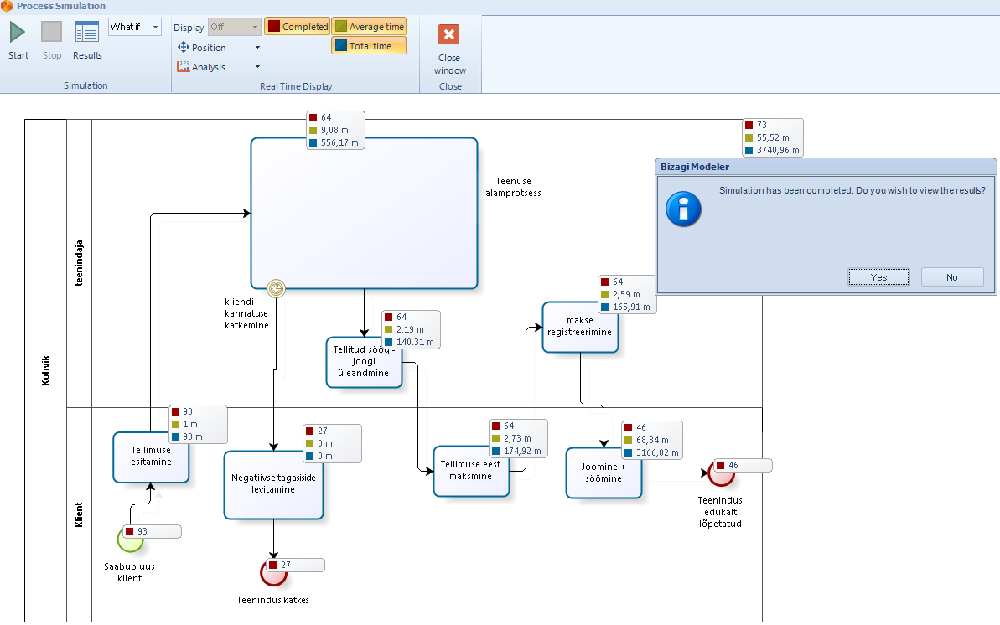 Process Simulation
What if
Display
Off
Completed
Average time
Position
Total time
Start
Stop
Results
Analysis
Close
window
Simulation
Real Time Display
Close
64
9,08 m
556,17 m
73
55,52 m
3740,96 m
Bizagi Modeler
Simulation has been completed. Do you wish to view the results?
Yes
No
Teenuse
alamprotsess
teenindaja
Kohvik
Klient
kliendi
kannatuse
katkemine
64
2,19 m
140,31 m
Tellitud söögi-
joogi
üleandmine
64
2,59 m
165,91 m
makse
registreerimine
93
1 m
93 m
Tellimuse
esitamine
27
0 m
0 m
Negatiivse tagasiside
levitamine
64
2,73 m
174,92 m
Tellimuse eest
maksmine
46
68,84 m
3166,82 m
Joomine +
söömine
46
Teenindus
edukalt
lõpetatud
93
Saabub uus
klient
27
Teenindus katkes